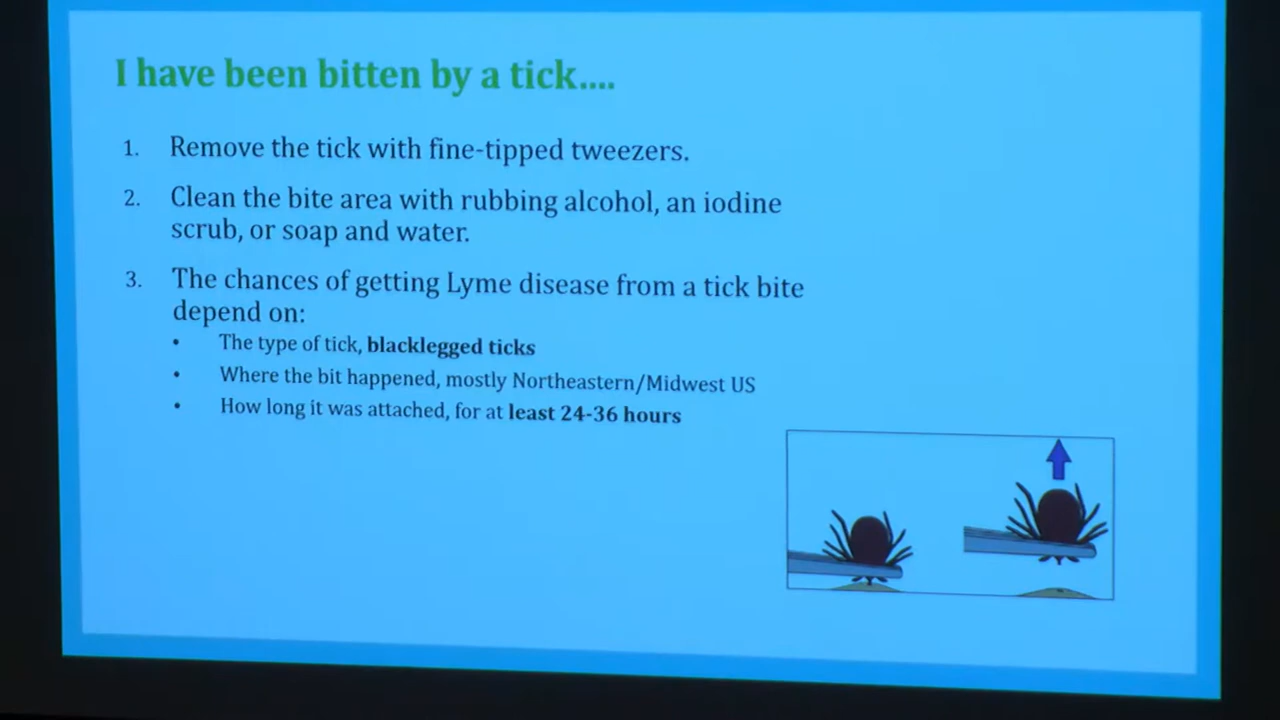 I have been bitten by a tick....
1. Remove the tick with fine-tipped tweezers.
2. Clean the bite area with rubbing alcohol, an iodine
scrub, or soap and water.
3. The chances of getting Lyme disease from a tick bite
depend on:
• The type of tick, blacklegged ticks
• Where the bit happened, mostly Northeastern/Midwest US
• How long it was attached, for at least 24-36 hours